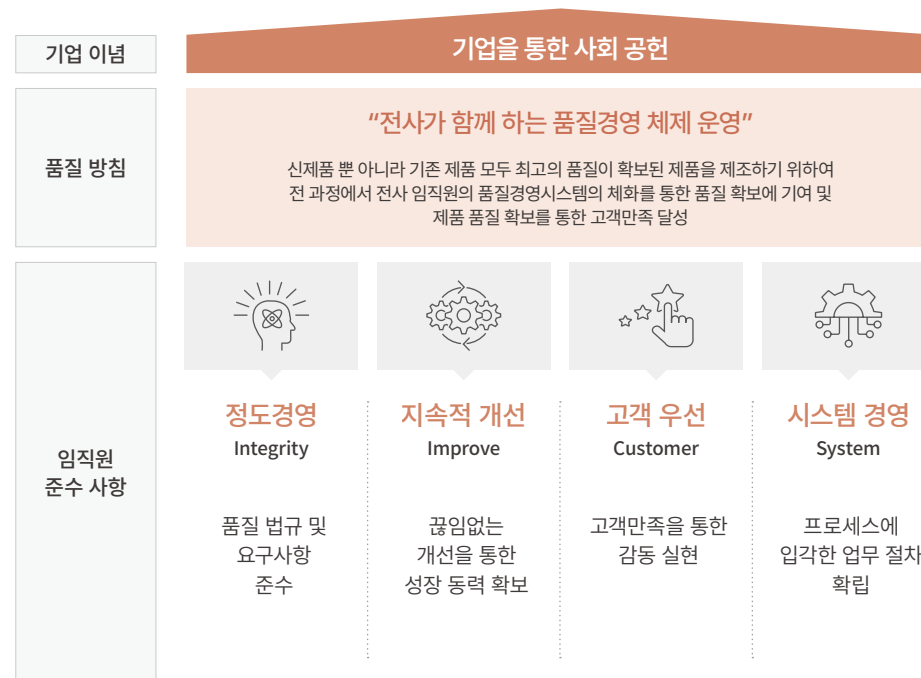 기업 이념
기업을 통한 사회 공헌
품질 방침
“전사가 함께 하는 품질경영 체제 운영”
신제품 뿐 아니라 기존 제품 모두 최고의 품질이 확보된 제품을 제조하기 위하여
전 과정에서 전사 임직원의 품질경영시스템의 체화를 통한 품질 확보에 기여 및
제품 품질 확보를 통한 고객만족 달성
임직원
준수 사항
정도경영
Integrity
품질 법규 및
요구사항
준수
지속적 개선
Improve
끊임없는
개선을 통한
성장 동력 확보
고객 우선
Customer
고객만족을 통한
감동 실현
시스템 경영
System
프로세스에
입각한 업무 절차
확립